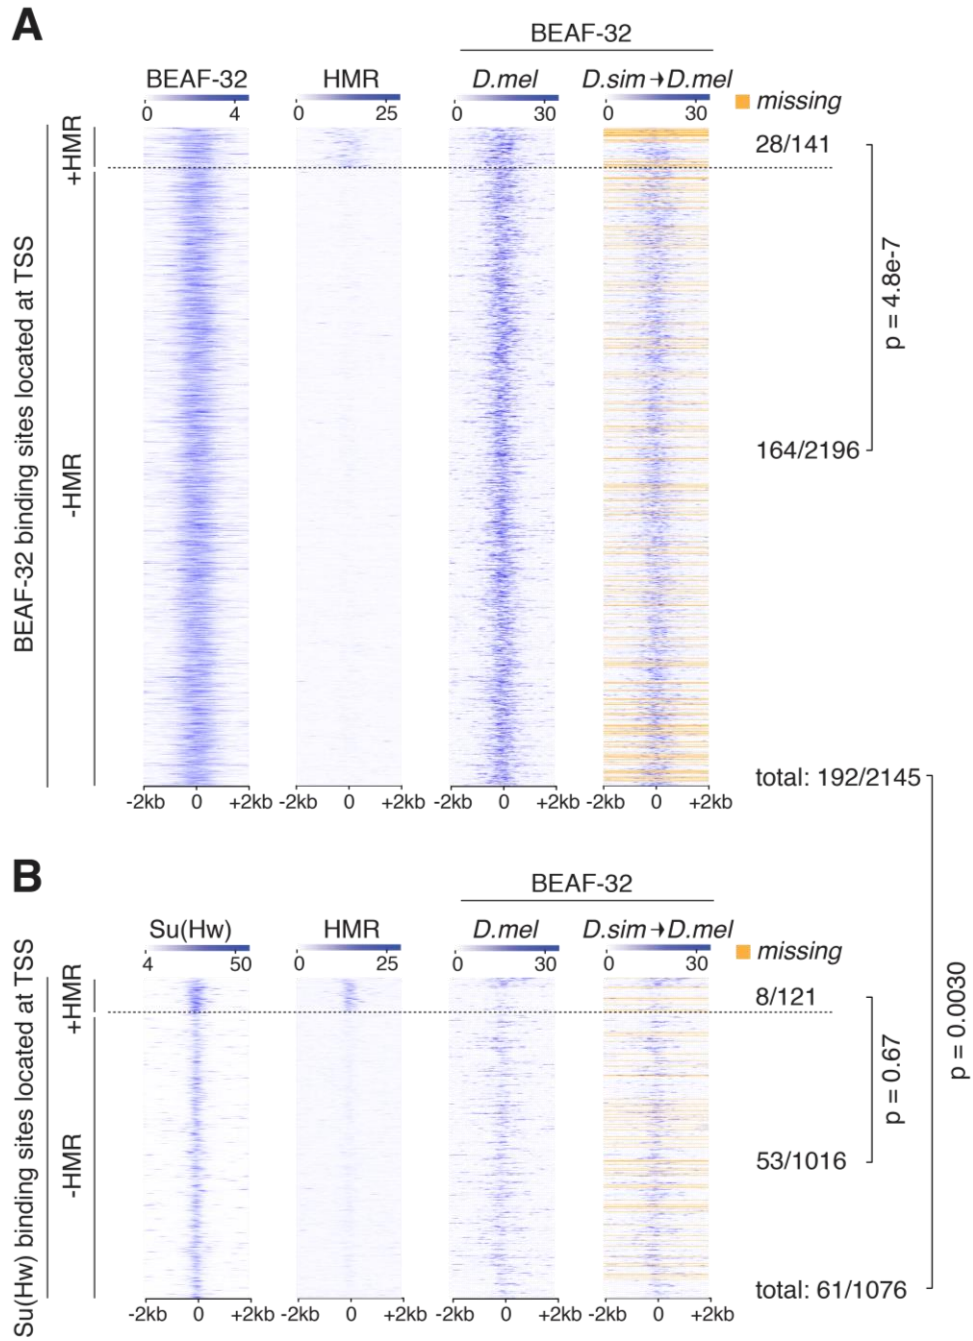 A
BEAF-32
BEAF-32 HMR D.mel D.sim→D.mel
0 4 0 25 0 30 0 30
missing
+HMR
28/141
BEAF-32 binding sites located at TSS
-HMR
p = 4.8e-7
164/2196
total: 192/2145
-2kb 0 +2kb -2kb 0 +2kb -2kb 0 +2kb -2kb 0 +2kb
B
BEAF-32
Su(Hw) HMR D.mel D.sim→D.mel
4 50 0 25 0 30 0 30
missing
+HMR
8/121
Su(Hw) binding sites located at TSS
-HMR
p = 0.67
p = 0.0030
53/1016
total: 61/1076
-2kb 0 +2kb -2kb 0 +2kb -2kb 0 +2kb -2kb 0 +2kb